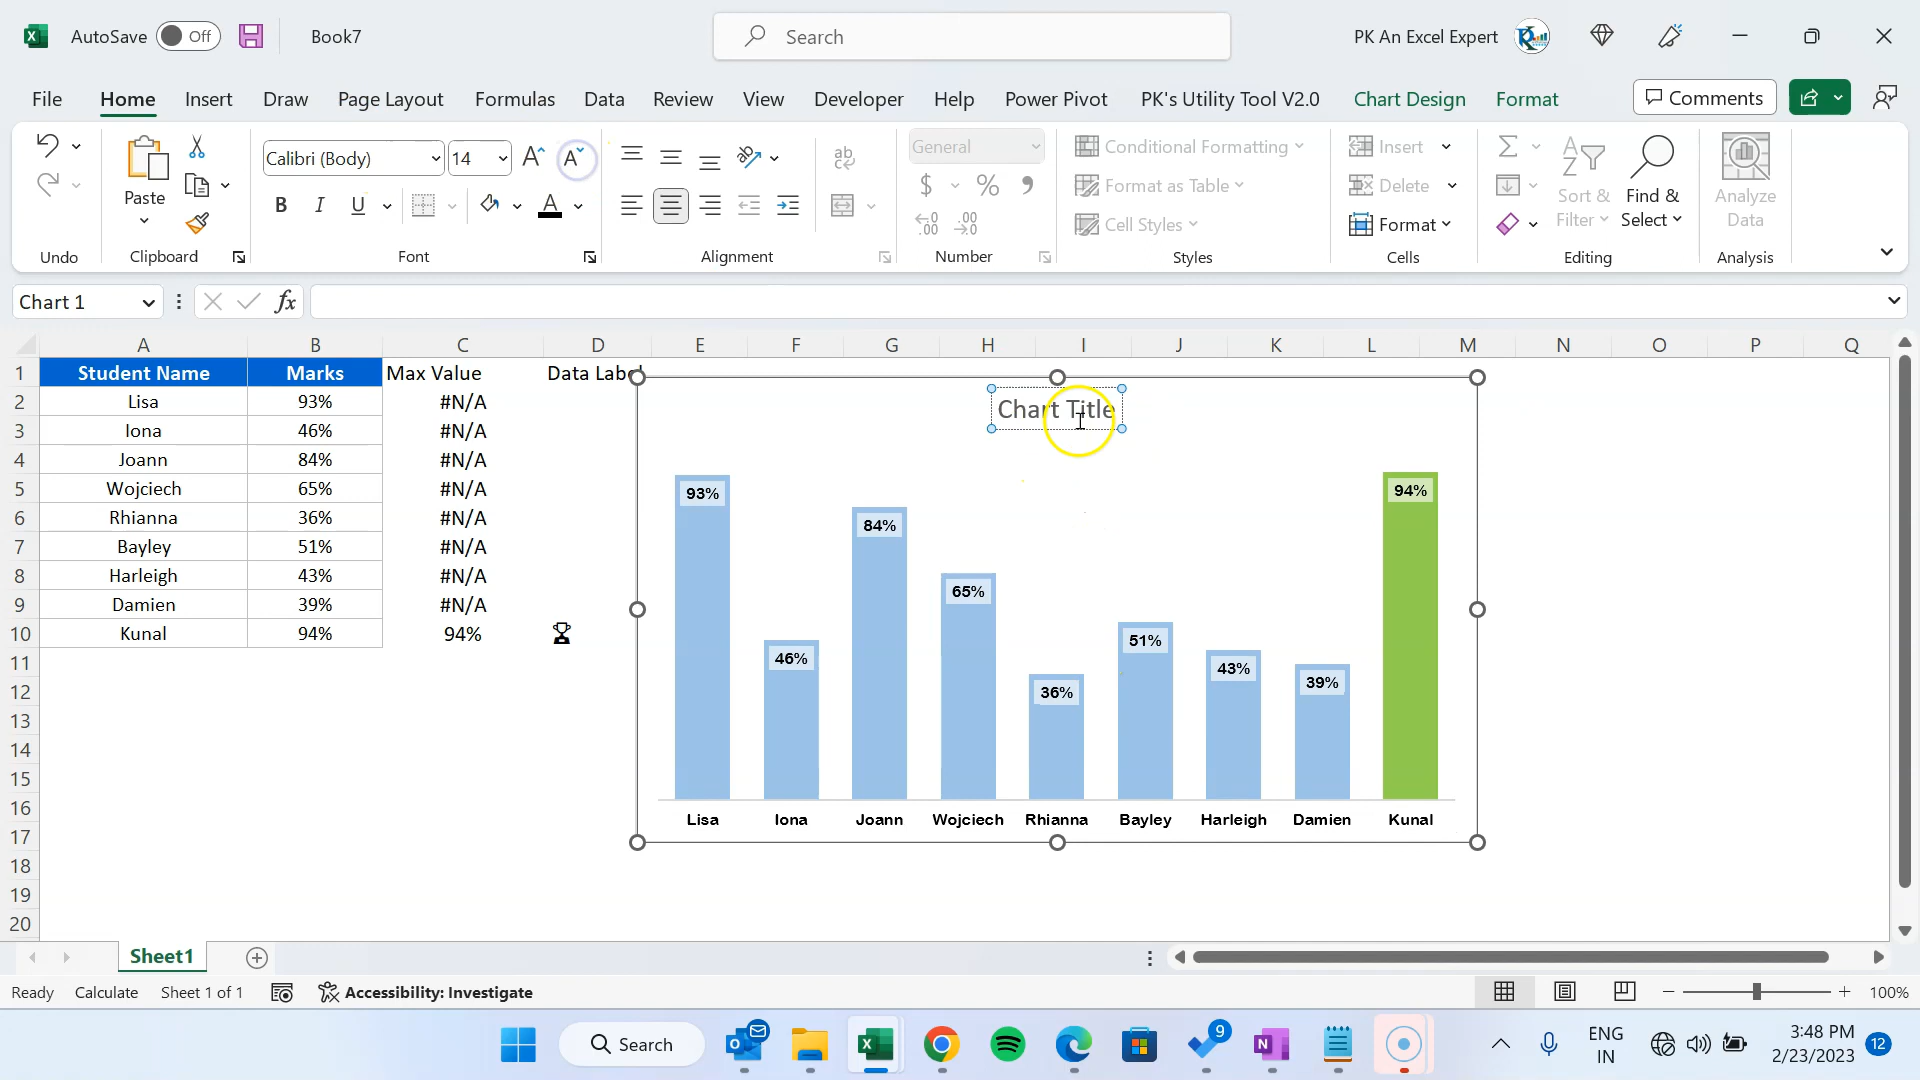 AutoSave Off Book7 Search PK An Excel Expert
File Home Insert Draw Page Layout Formulas Data Review View Developer Help Power Pivot PK's Utility Tool V2.0 Chart Design Format Comments
Paste Calibri (Body) 14 General Conditional Formatting Format as Table Cell Styles Insert Delete Format Sort & Filter Find & Select Analyze Data
Undo Clipboard Font Alignment Number Styles Cells Editing Analysis
Chart 1 fx
A B C D E F G H I J K L M N O P Q
1 Student Name Marks Max Value Data Label
2 Lisa 93% #N/A
3 Iona 46% #N/A
4 Joann 84% #N/A
5 Wojciech 65% #N/A
6 Rhianna 36% #N/A
7 Bayley 51% #N/A
8 Harleigh 43% #N/A
9 Damien 39% #N/A
10 Kunal 94% 94%
11
12
13
14
15
16
17
18
19
20
Chart Title
93% 46% 84% 65% 36% 51% 43% 39% 94%
Lisa Iona Joann Wojciech Rhianna Bayley Harleigh Damien Kunal
Sheet1
Ready Calculate Sheet 1 of 1 Accessibility: Investigate 100%
Search 9 ENG IN 3:48 PM 2/23/2023 12